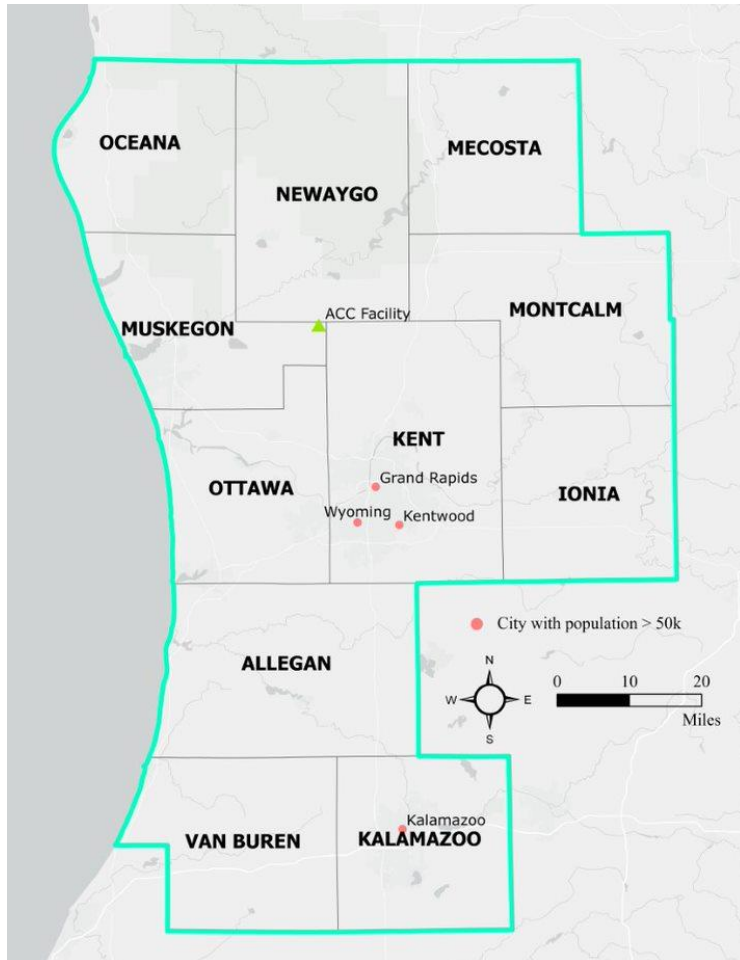 OCEANA
MECOSTA
NEWAYGO
MONTCALM
ACC Facility
MUSKEGON
KENT
Grand Rapids
OTTAWA
IONIA
Wyoming
Kentwood
City with population > 50k
ALLEGAN
N
W
E
S
0 10 20
Miles
Kalamazoo
VAN BUREN
KALAMAZOO